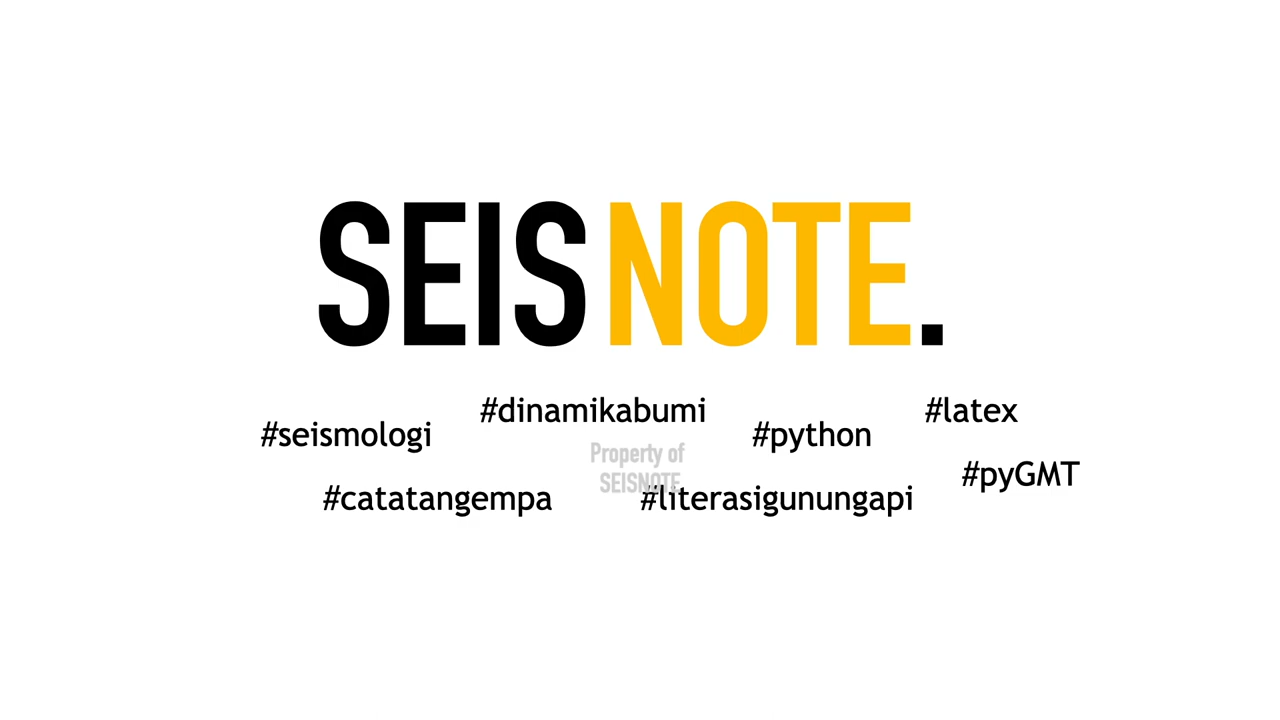 SEISNOTE.
#dinamikabumi
#latex
#seismologi
#python
Property of
SEISNOTE
#pyGMT
#catatangempa
#literasigunungapi